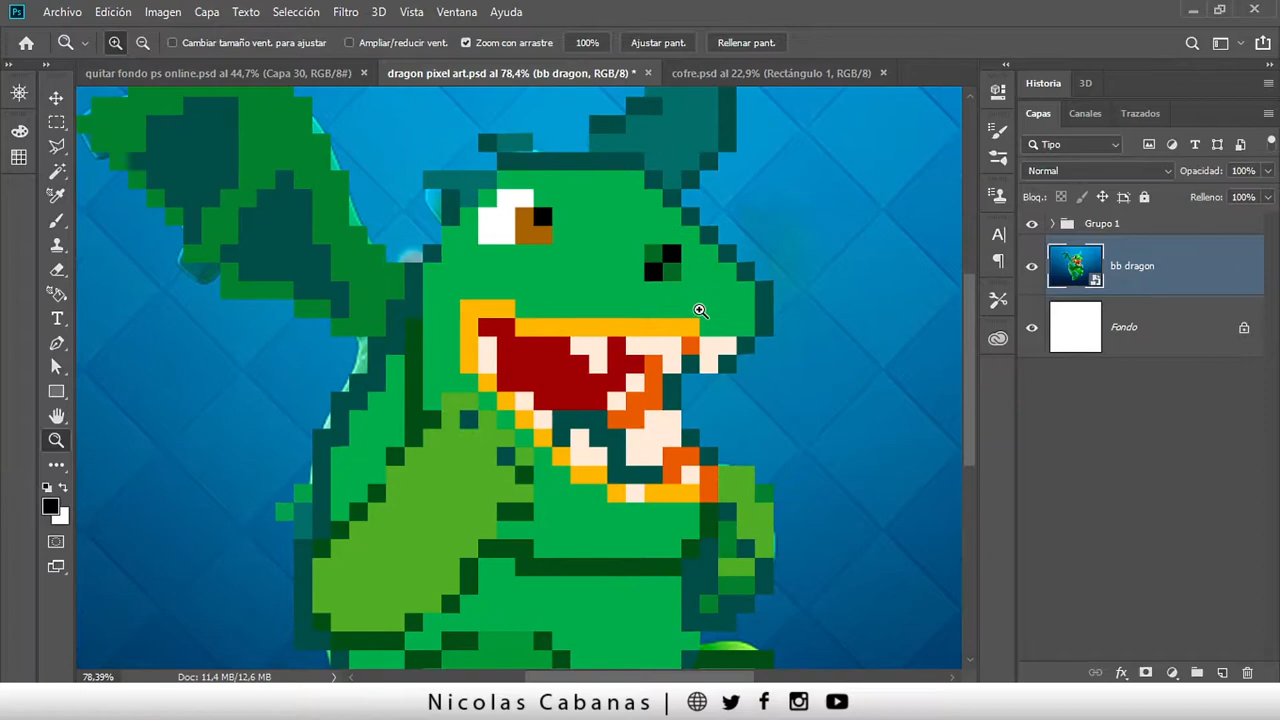 Ps Archivo Edición Imagen Capa Texto Selección Filtro 3D Vista Ventana Ayuda
Cambiar tamaño vent. para ajustar Ampliar/reducir vent. Zoom con arrastre 100% Ajustar pant. Rellenar pant.
quitar fondo ps online.psd al 44,7% (Capa 30, RGB/8#) × dragon pixel art.psd al 78,4% (bb dragon, RGB/8) * × cofre.psd al 22,9% (Rectángulo 1, RGB/8) ×
Historia 3D
Capas Canales Trazados
Tipo
Normal Opacidad: 100%
Bloq.: Relleno: 100%
Grupo 1
bb dragon
Fondo
78,39% Doc: 11,4 MB/12,6 MB
Nicolas Cabanas |